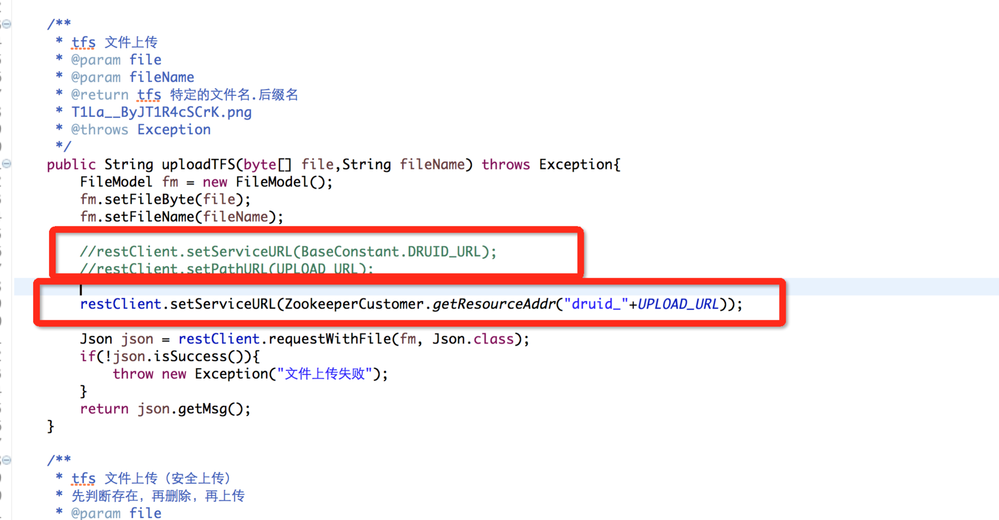 /**
* tfs 文件上传
* @param file
* @param fileName
* @return tfs 特定的文件名.后缀名
* T1La__ByJT1R4cSCrK.png
* @throws Exception
*/
public String uploadTFS(byte[] file,String fileName) throws Exception{
FileModel fm = new FileModel();
fm.setFileByte(file);
fm.setFileName(fileName);
//restClient.setServiceURL(BaseConstant.DRUID_URL);
//restClient.setPathURL(UPLOAD_URL);
restClient.setServiceURL(ZookeeperCustomer.getResourceAddr("druid_"+UPLOAD_URL));
Json json = restClient.requestWithFile(fm, Json.class);
if(!json.isSuccess()){
throw new Exception("文件上传失败");
}
return json.getMsg();
}
/**
* tfs 文件上传（安全上传）
* 先判断存在，再删除，再上传
* @param file